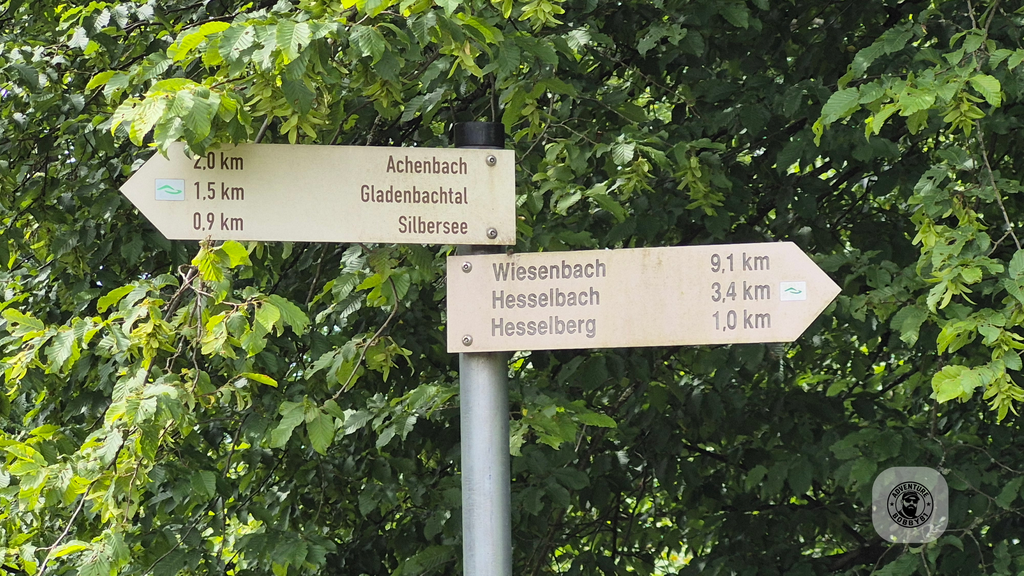 2.0 km Achenbach
1.5 km Gladenbachtal
0.9 km Silbersee
Wiesenbach 9,1 km
Hesselbach 3,4 km
Hesselberg 1,0 km
ADVENTURE
BOBBY81